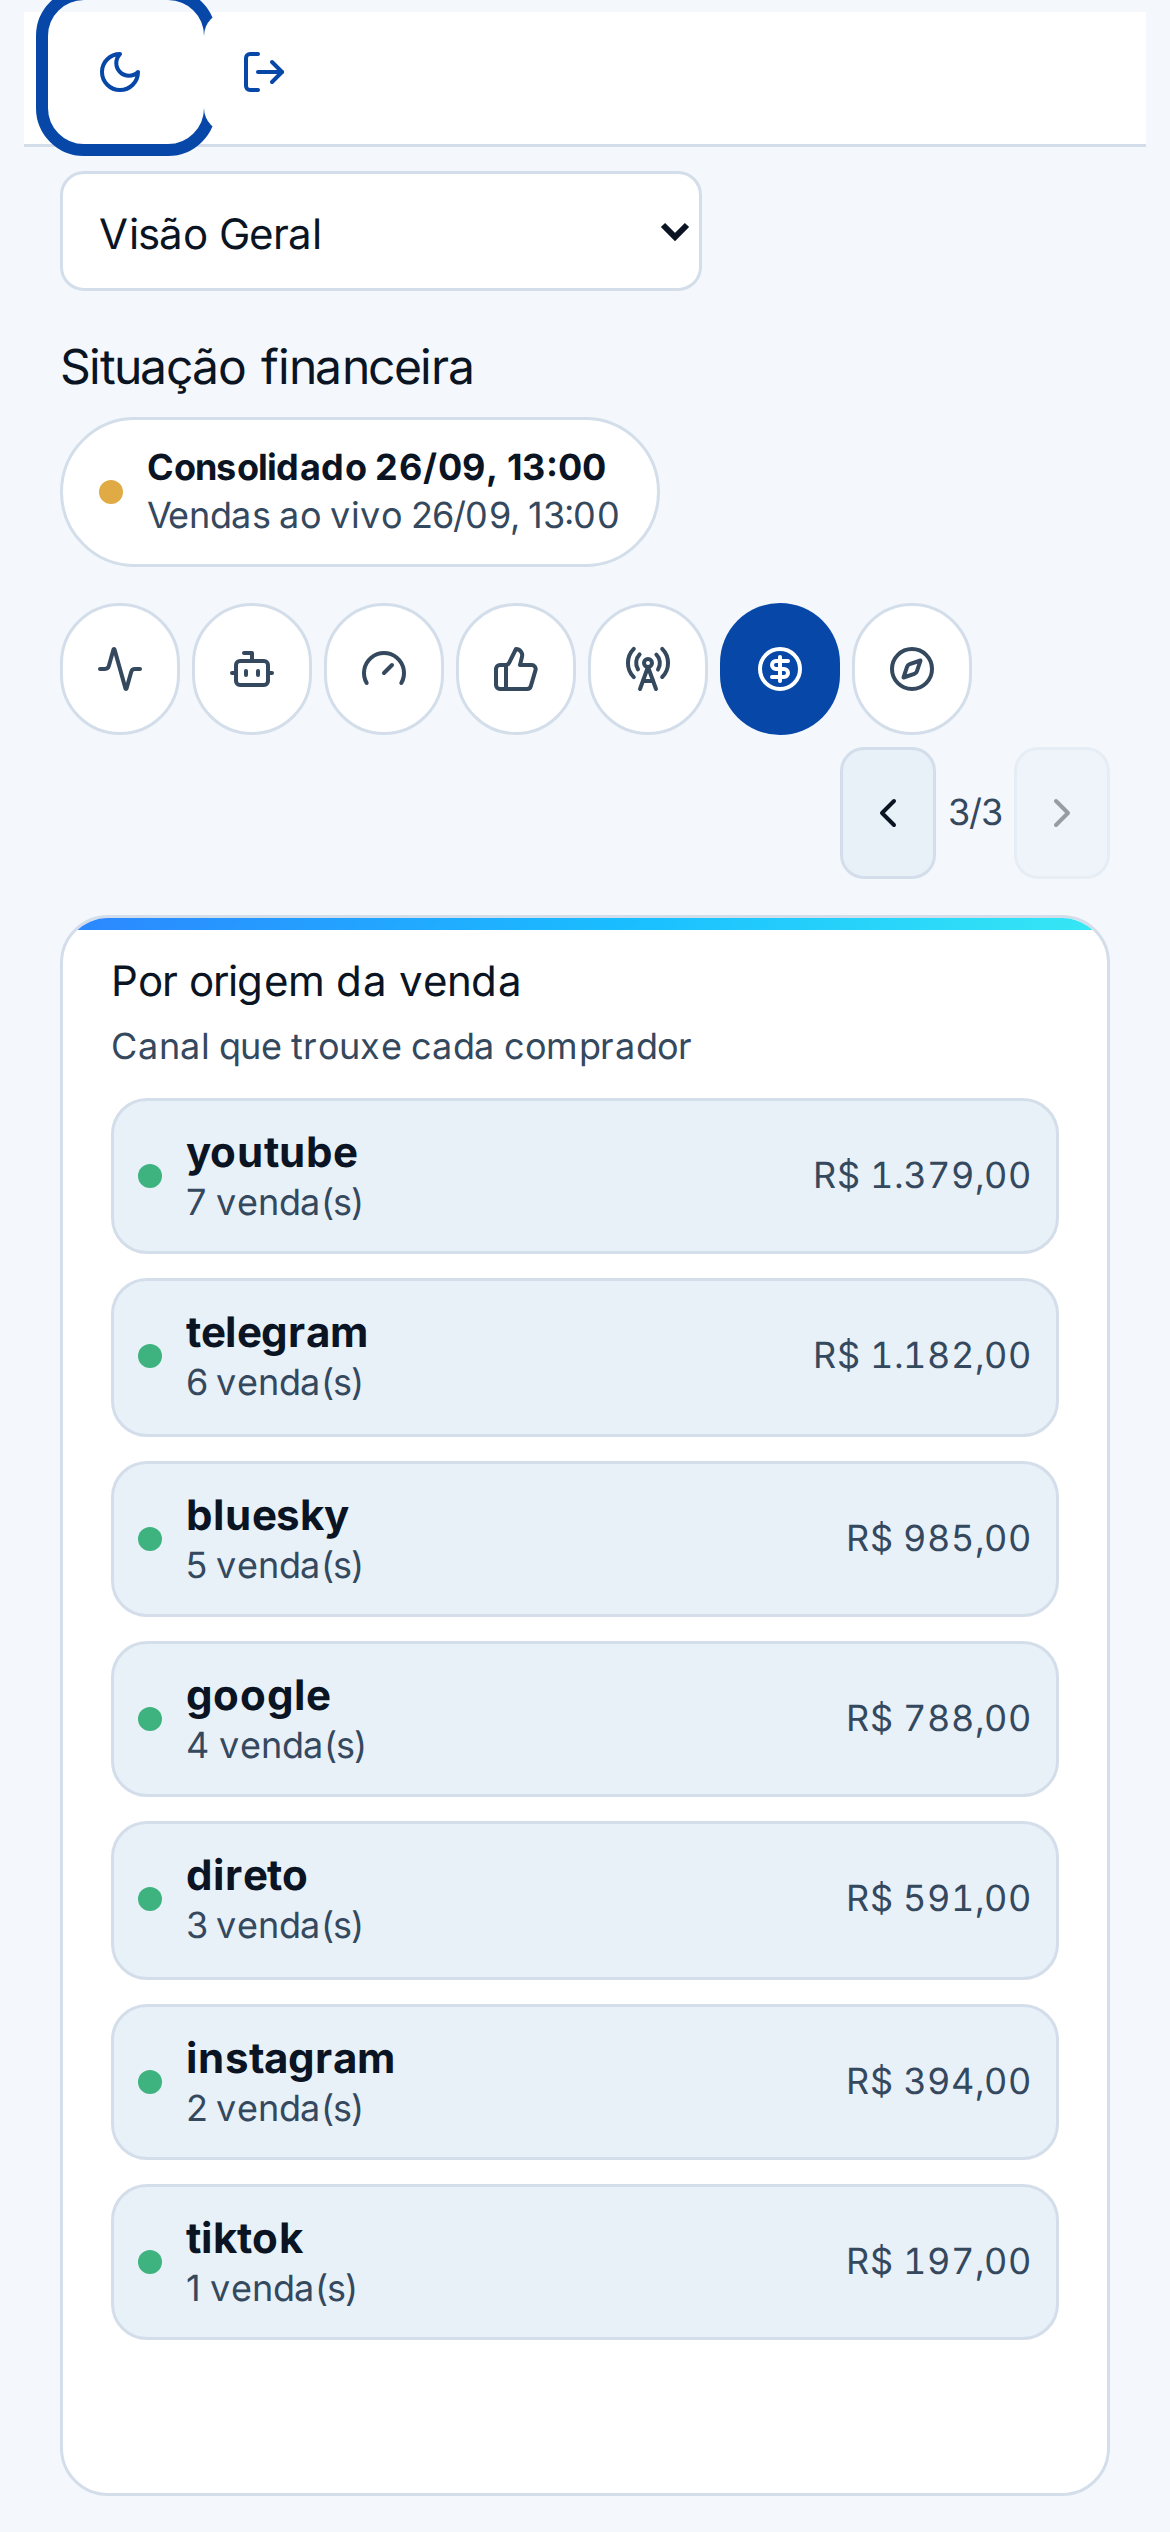 Visão Geral
Situação financeira
Consolidado 26/09, 13:00
Vendas ao vivo 26/09, 13:00
3/3
Por origem da venda
Canal que trouxe cada comprador
youtube
7 venda(s)
R$ 1.379,00
telegram
6 venda(s)
R$ 1.182,00
bluesky
5 venda(s)
R$ 985,00
google
4 venda(s)
R$ 788,00
direto
3 venda(s)
R$ 591,00
instagram
2 venda(s)
R$ 394,00
tiktok
1 venda(s)
R$ 197,00